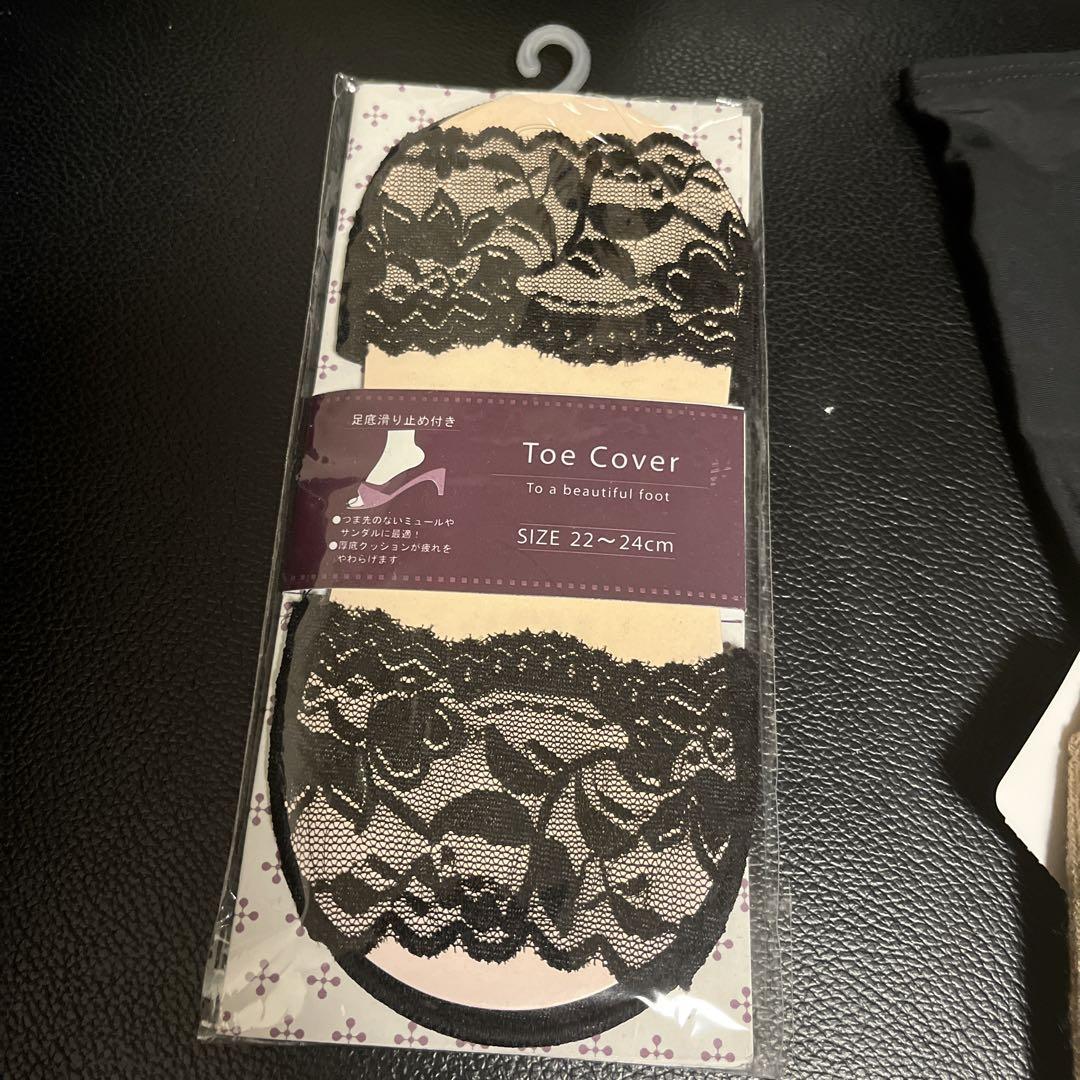 足底滑り止め付き
●つま先のないミュールや
サンダルに最適！
●厚底クッションが疲れを
やわらげます
Toe Cover
To a beautiful foot
SIZE 22～24cm